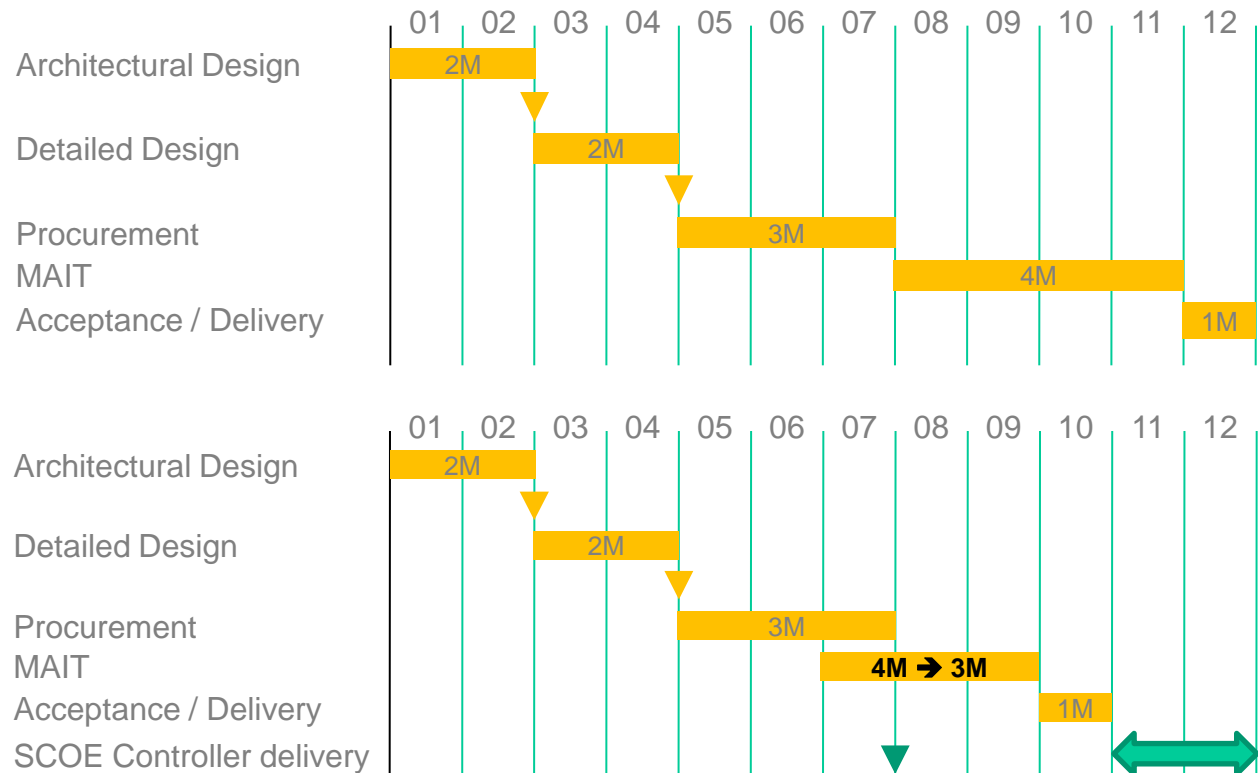 01 02 03 04 05 06 07 08 09 10 11 12
Architectural Design 2M
Detailed Design 2M
Procurement 3M
MAIT 4M
Acceptance / Delivery 1M
01 02 03 04 05 06 07 08 09 10 11 12
Architectural Design 2M
Detailed Design 2M
Procurement 3M
MAIT 4M ➔ 3M
Acceptance / Delivery 1M
SCOE Controller delivery